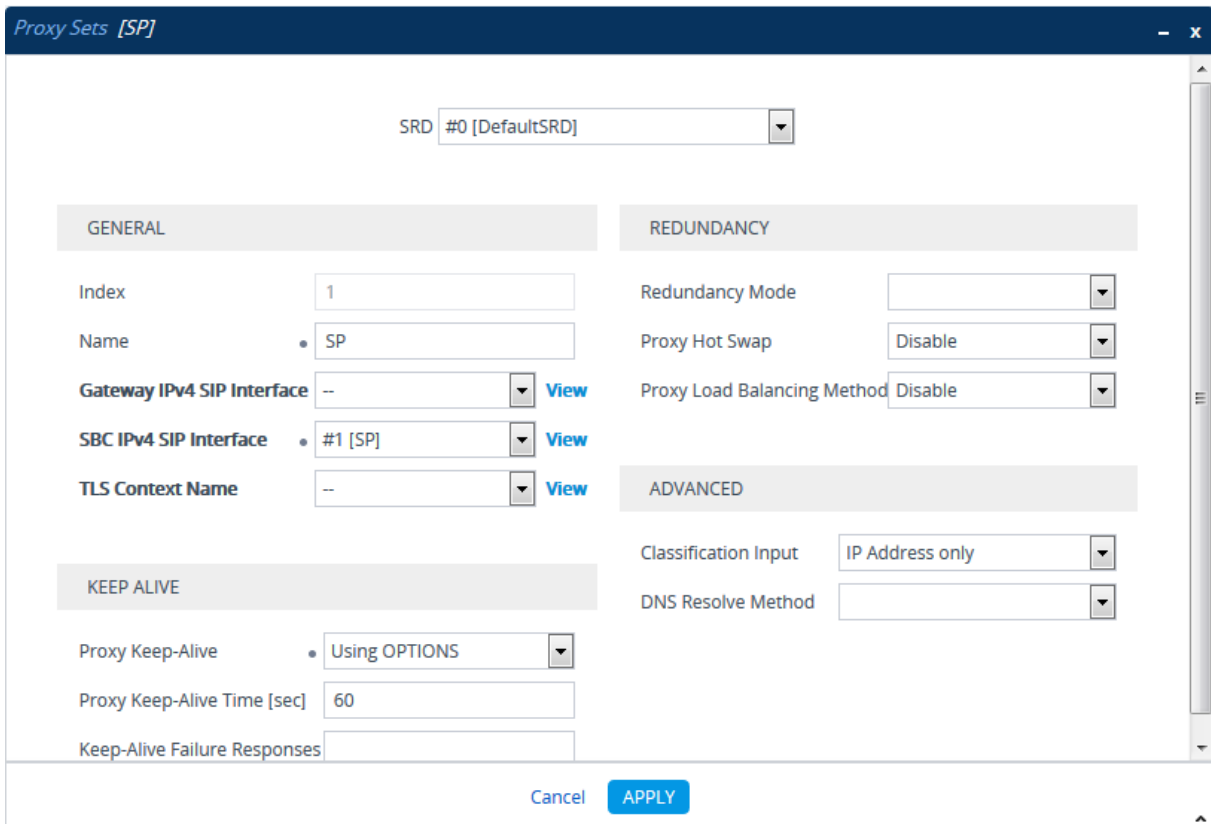 Proxy Sets [SP] – x
SRD #0 [DefaultSRD]
GENERAL
Index 1
Name SP
Gateway IPv4 SIP Interface -- View
SBC IPv4 SIP Interface #1 [SP] View
TLS Context Name -- View
KEEP ALIVE
Proxy Keep-Alive Using OPTIONS
Proxy Keep-Alive Time [sec] 60
Keep-Alive Failure Responses
REDUNDANCY
Redundancy Mode
Proxy Hot Swap Disable
Proxy Load Balancing Method Disable
ADVANCED
Classification Input IP Address only
DNS Resolve Method
Cancel APPLY